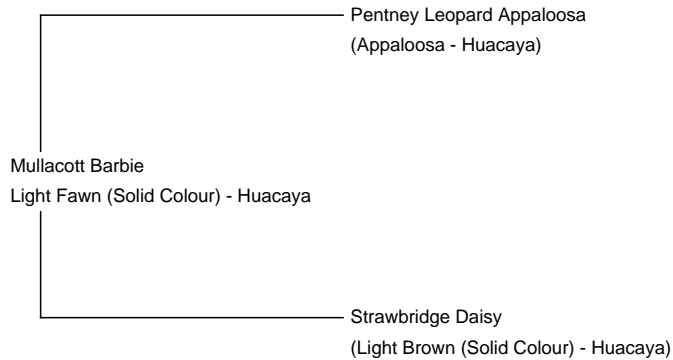 Pentney Leopard Appaloosa
(Appaloosa - Huacaya)
Mullacott Barbie
Light Fawn (Solid Colour) - Huacaya
Strawbridge Daisy
(Light Brown (Solid Colour) - Huacaya)